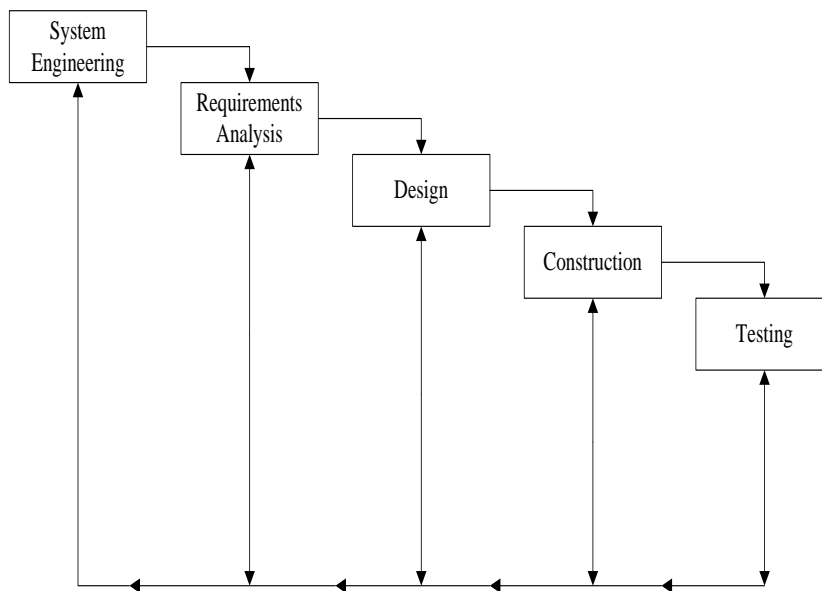 System
Engineering
Requirements
Analysis
Design
Construction
Testing